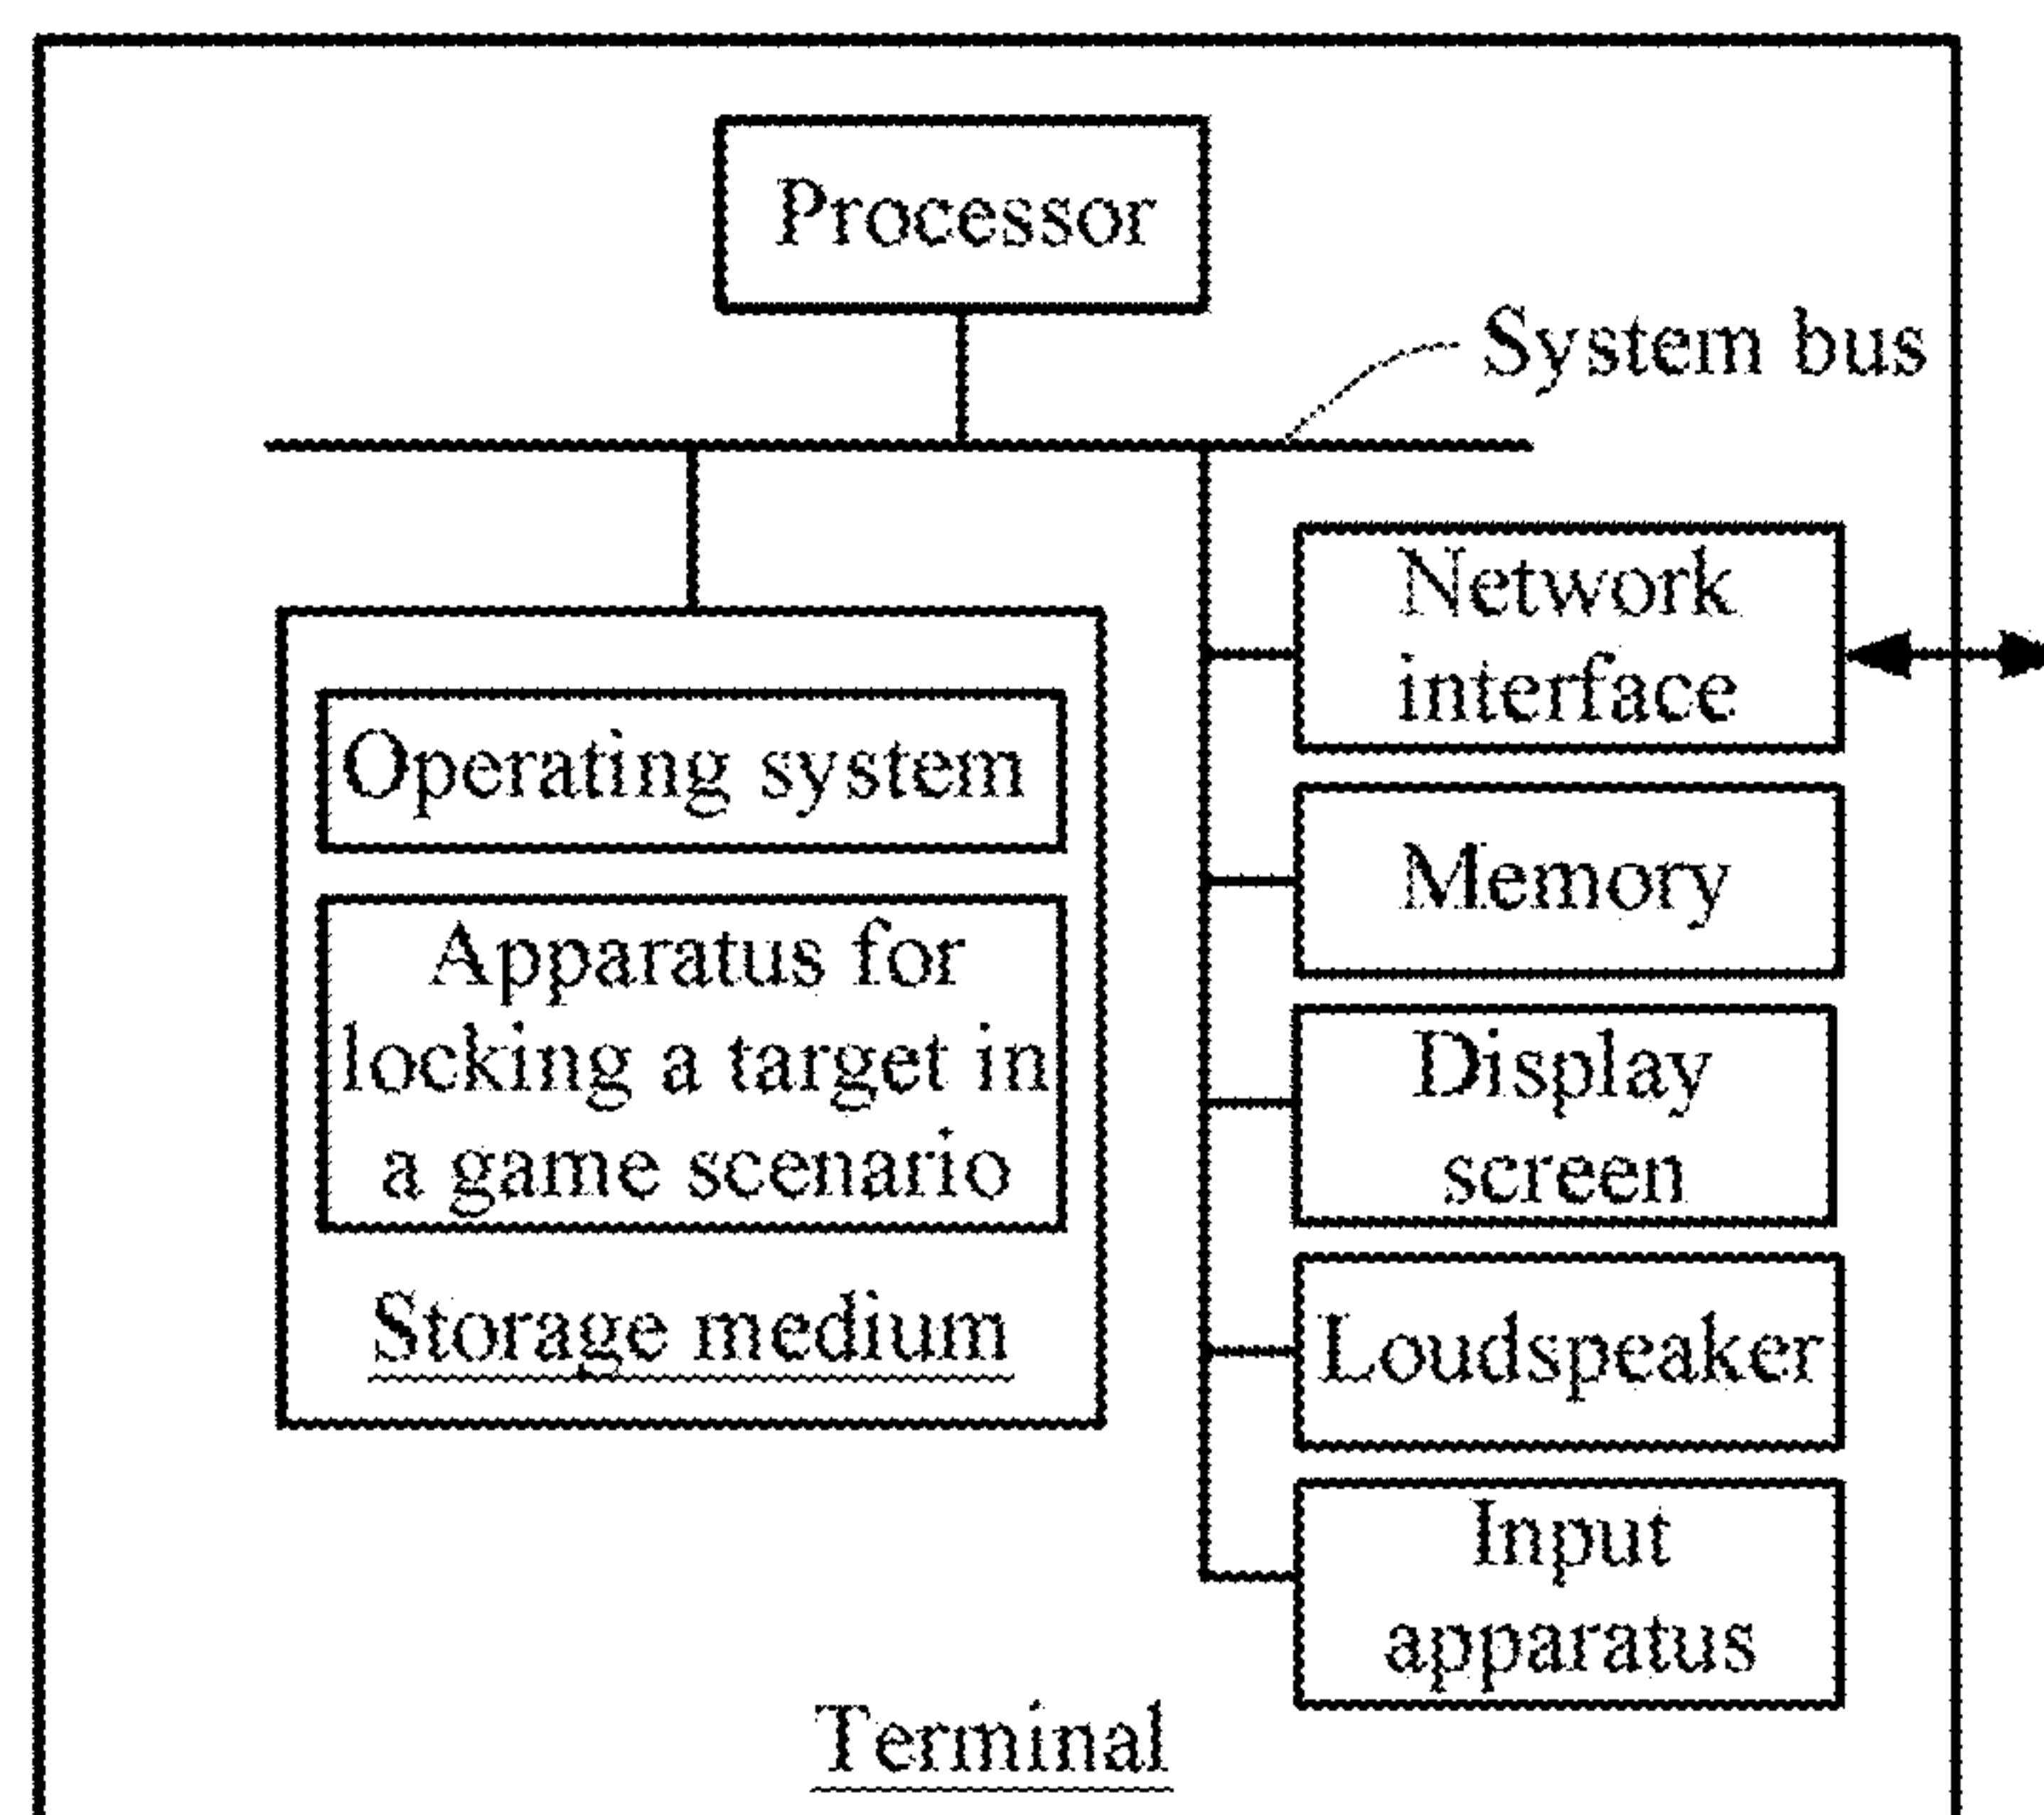 Processor
System bus
Operating system
Apparatus for
locking a target in
a game scenario
Storage medium
Network
interface
Memory
Display
screen
Loudspeaker
Input
apparatus
Terminal